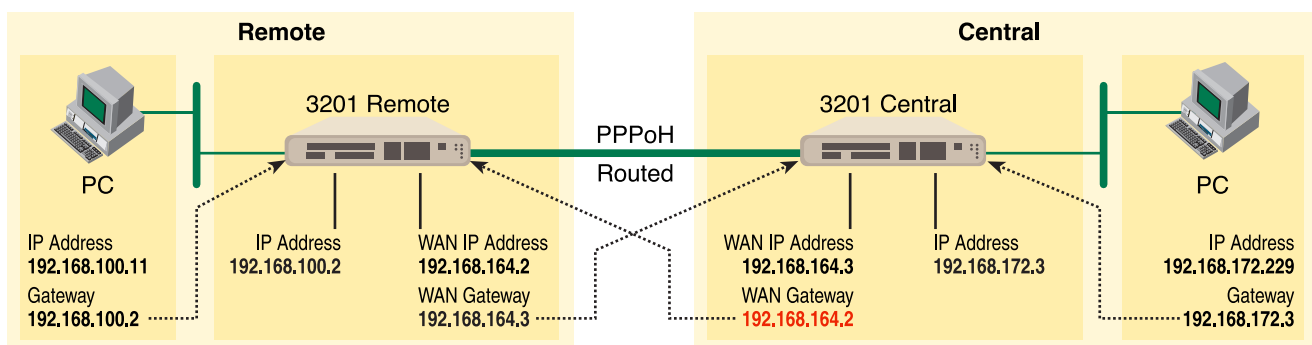 Remote
Central
3201 Remote
3201 Central
PPPoH
Routed
PC
PC
IP Address
192.168.100.11
Gateway
192.168.100.2
IP Address
192.168.100.2
WAN IP Address
192.168.164.2
WAN Gateway
192.168.164.3
WAN IP Address
192.168.164.3
WAN Gateway
192.168.164.2
IP Address
192.168.172.3
IP Address
192.168.172.229
Gateway
192.168.172.3